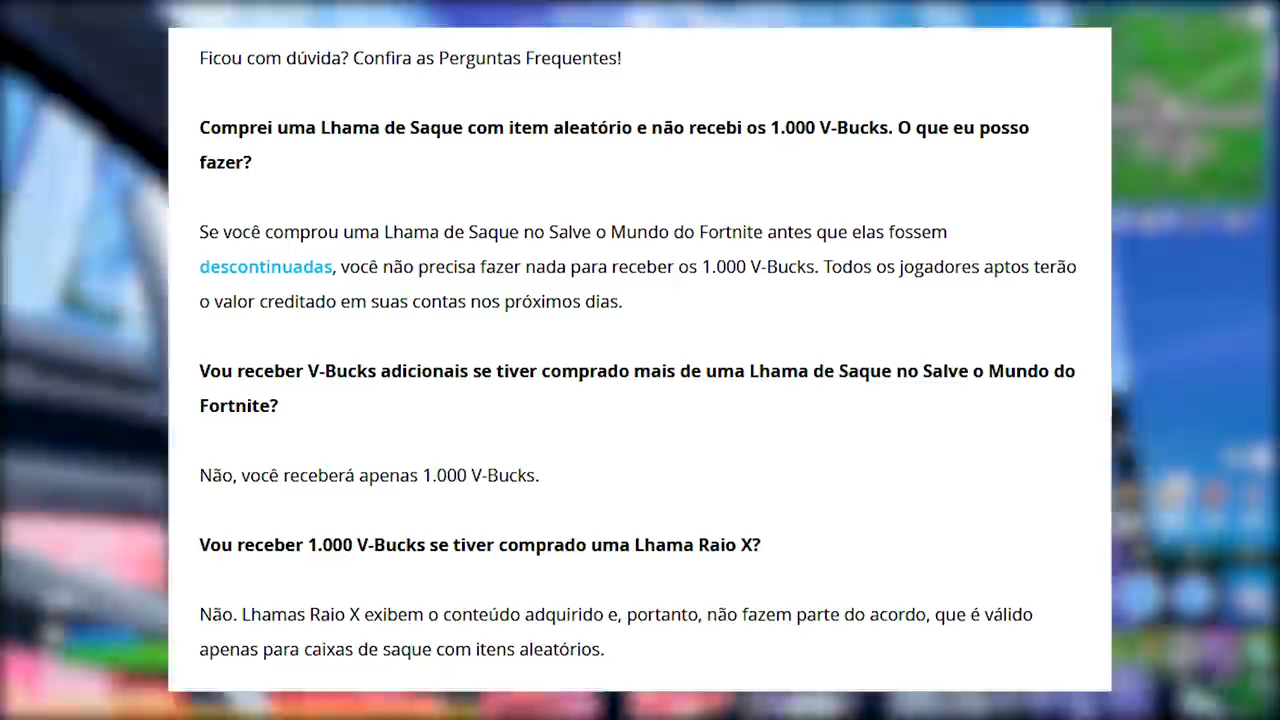 Ficou com dúvida? Confira as Perguntas Frequentes!
Comprei uma Lhama de Saque com item aleatório e não recebi os 1.000 V-Bucks. O que eu posso
fazer?
Se você comprou uma Lhama de Saque no Salve o Mundo do Fortnite antes que elas fossem
descontinuadas, você não precisa fazer nada para receber os 1.000 V-Bucks. Todos os jogadores aptos terão
o valor creditado em suas contas nos próximos dias.
Vou receber V-Bucks adicionais se tiver comprado mais de uma Lhama de Saque no Salve o Mundo do
Fortnite?
Não, você receberá apenas 1.000 V-Bucks.
Vou receber 1.000 V-Bucks se tiver comprado uma Lhama Raio X?
Não. Lhamas Raio X exibem o conteúdo adquirido e, portanto, não fazem parte do acordo, que é válido
apenas para caixas de saque com itens aleatórios.